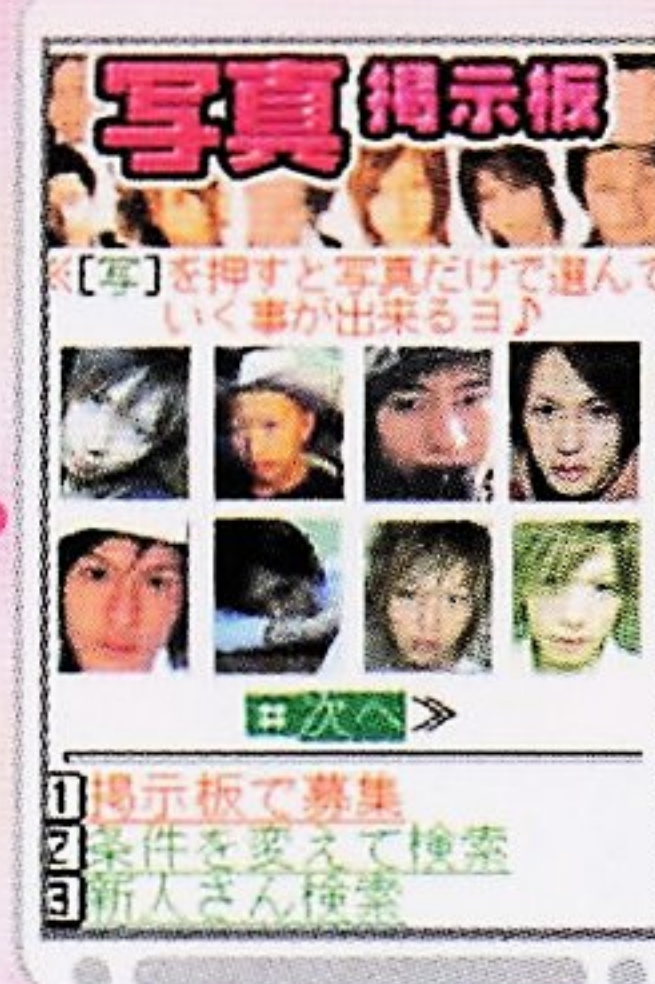 写真掲示板
※[写]を押すと写真だけで選んで
いく事が出来るヨ♪
#次へ≫
1掲示板で募集
2条件を変えて検索
3新人さん検索